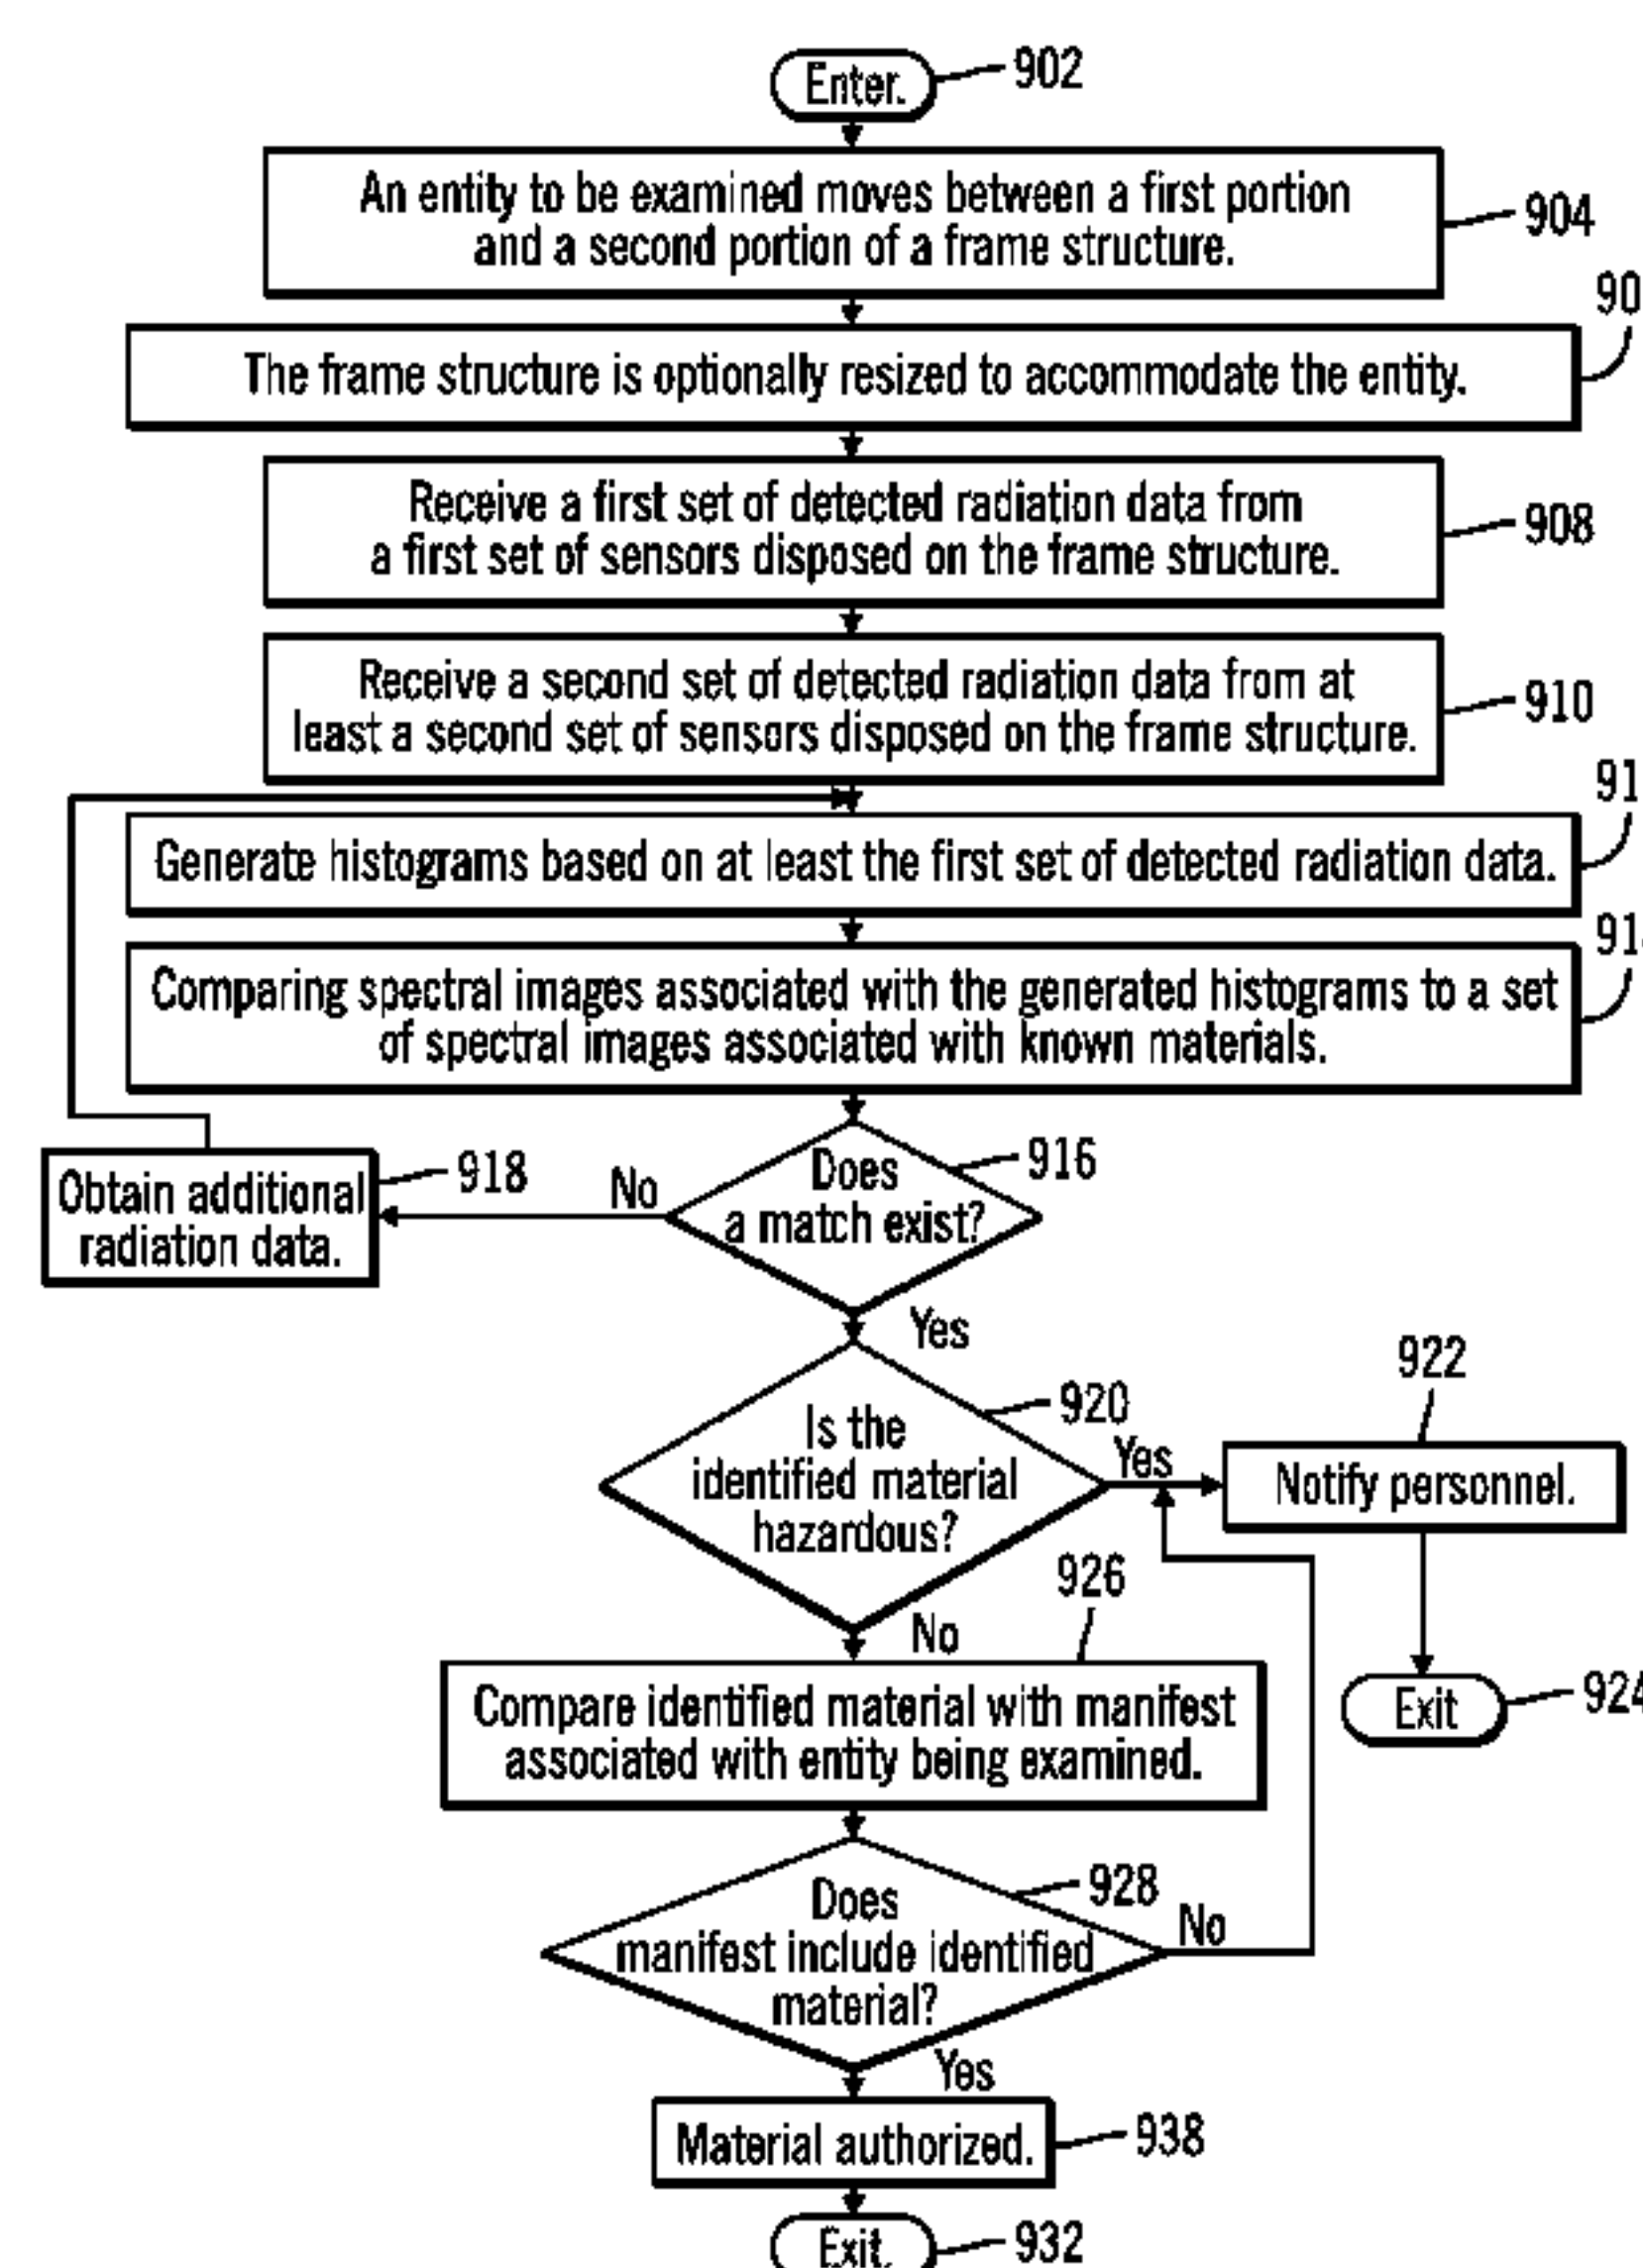 Enter.
902
An entity to be examined moves between a first portion
and a second portion of a frame structure.
904
90
The frame structure is optionally resized to accommodate the entity.
Receive a first set of detected radiation data from
a first set of sensors disposed on the frame structure.
908
Receive a second set of detected radiation data from at
least a second set of sensors disposed on the frame structure.
910
91
Generate histograms based on at least the first set of detected radiation data.
91
Comparing spectral images associated with the generated histograms to a set
of spectral images associated with known materials.
Does
a match exist?
916
No
918
Obtain additional
radiation data.
Yes
Is the
identified material
hazardous?
920
Yes
922
Notify personnel.
924
Exit
No
926
Compare identified material with manifest
associated with entity being examined.
Does
manifest include identified
material?
928
No
Yes
Material authorized.
938
Exit.
932